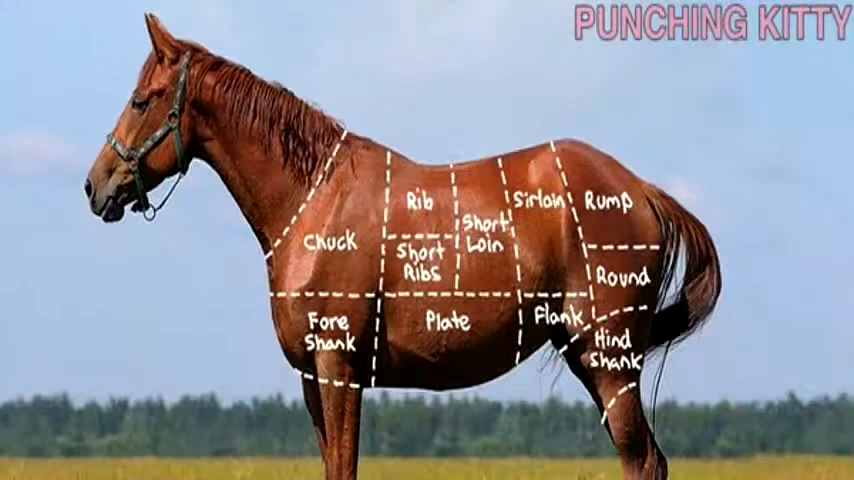 PUNCHING KITTY
Rib
Sirloin
Rump
Short
Loin
Chuck
Short
Ribs
Round
Fore
Shank
Plate
Flank
Hind
Shank